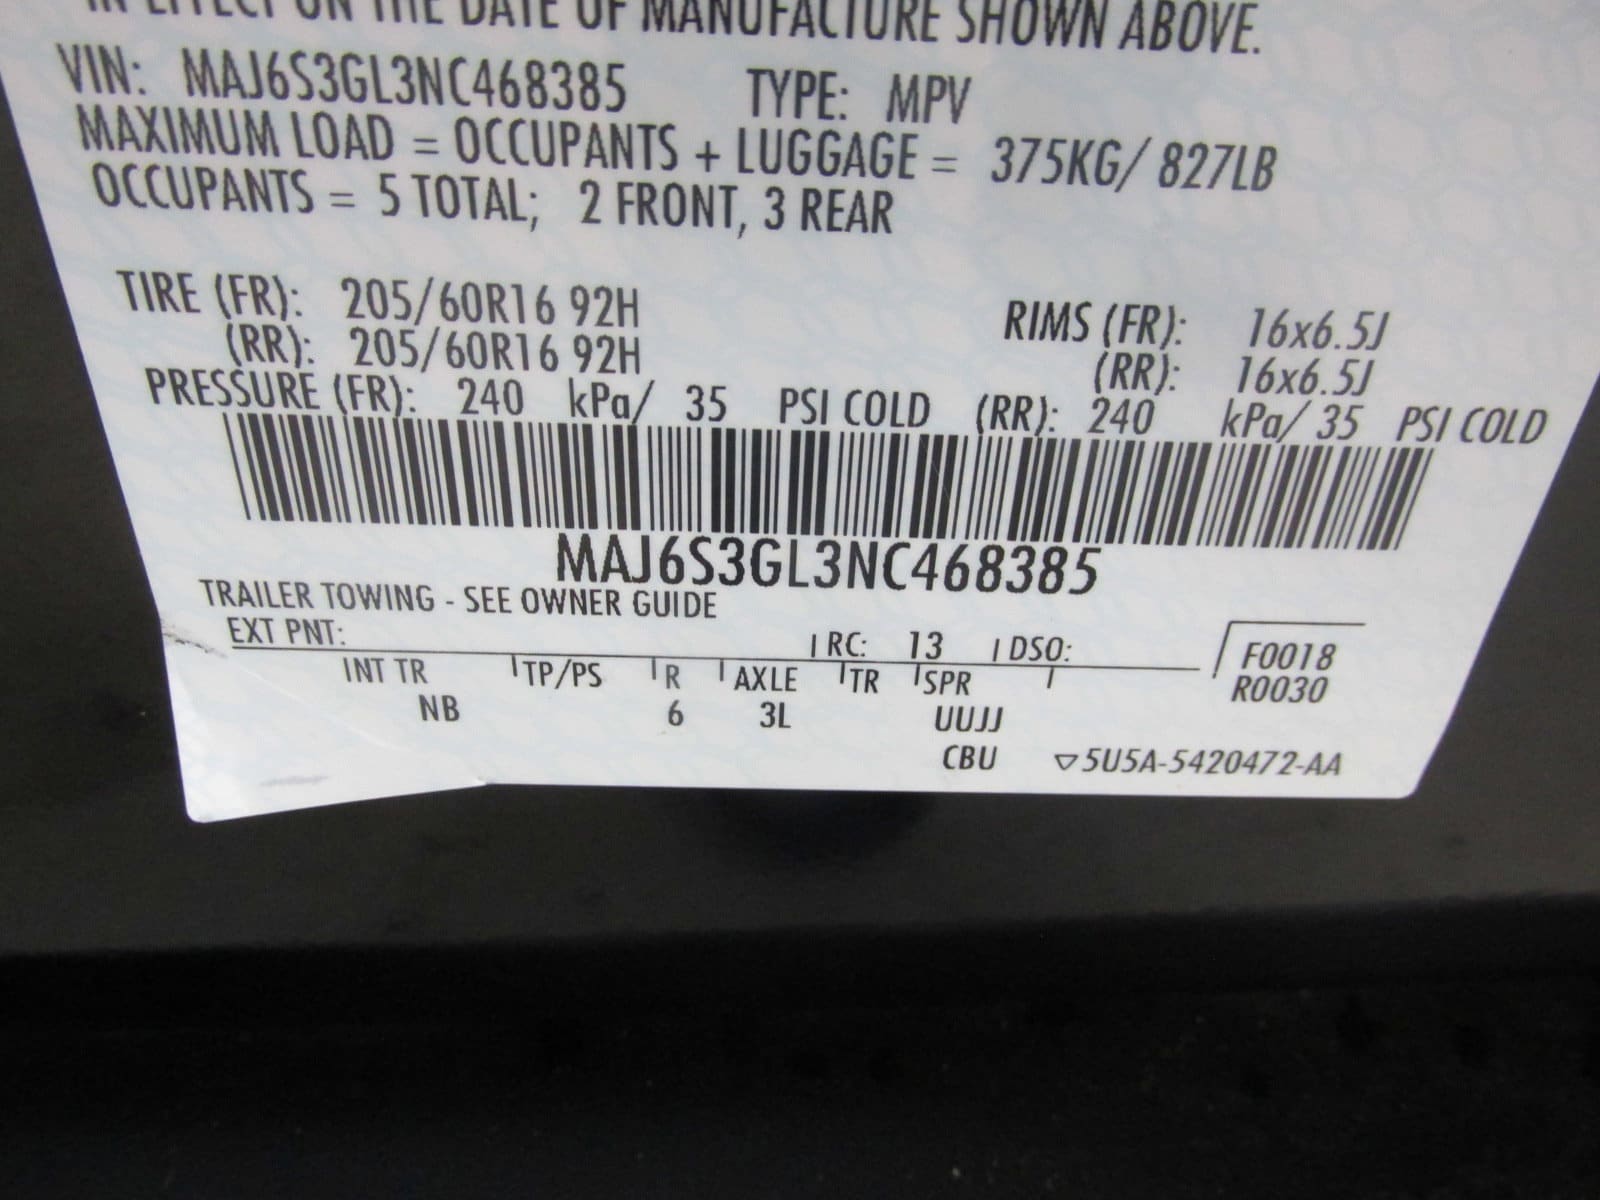 IN EFFECT ON THE DATE OF MANUFACTURE SHOWN ABOVE.
VIN: MAJ6S3GL3NC468385 TYPE: MPV
MAXIMUM LOAD = OCCUPANTS + LUGGAGE = 375KG/ 827LB
OCCUPANTS = 5 TOTAL; 2 FRONT, 3 REAR
TIRE (FR): 205/60R16 92H RIMS (FR): 16x6.5J
(RR): 205/60R16 92H (RR): 16x6.5J
PRESSURE (FR): 240 kPa/ 35 PSI COLD (RR): 240 kPa/ 35 PSI COLD
MAJ6S3GL3NC468385
TRAILER TOWING - SEE OWNER GUIDE
EXT PNT: RC: 13 DSO: F0018
INT TR TP/PS R AXLE TR SPR R0030
NB 6 3L UUJJ
CBU ▽5U5A-5420472-AA